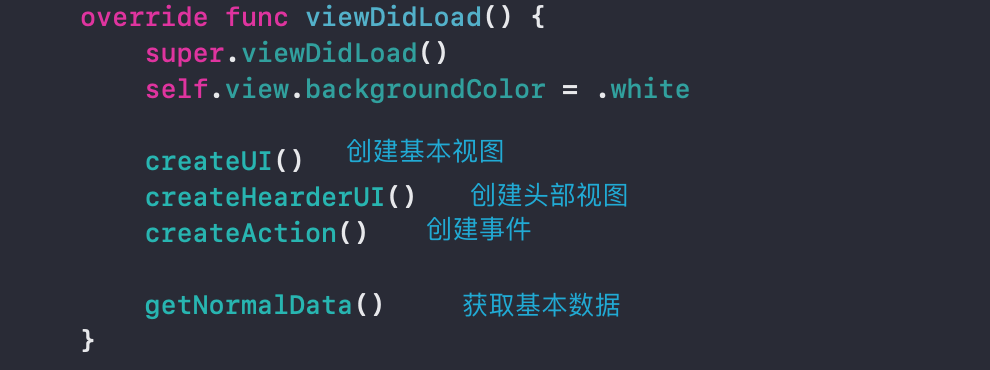 override func viewDidLoad() {
super.viewDidLoad()
self.view.backgroundColor = .white
createUI() 创建基本视图
createHearderUI() 创建头部视图
createAction() 创建事件
getNormalData() 获取基本数据
}